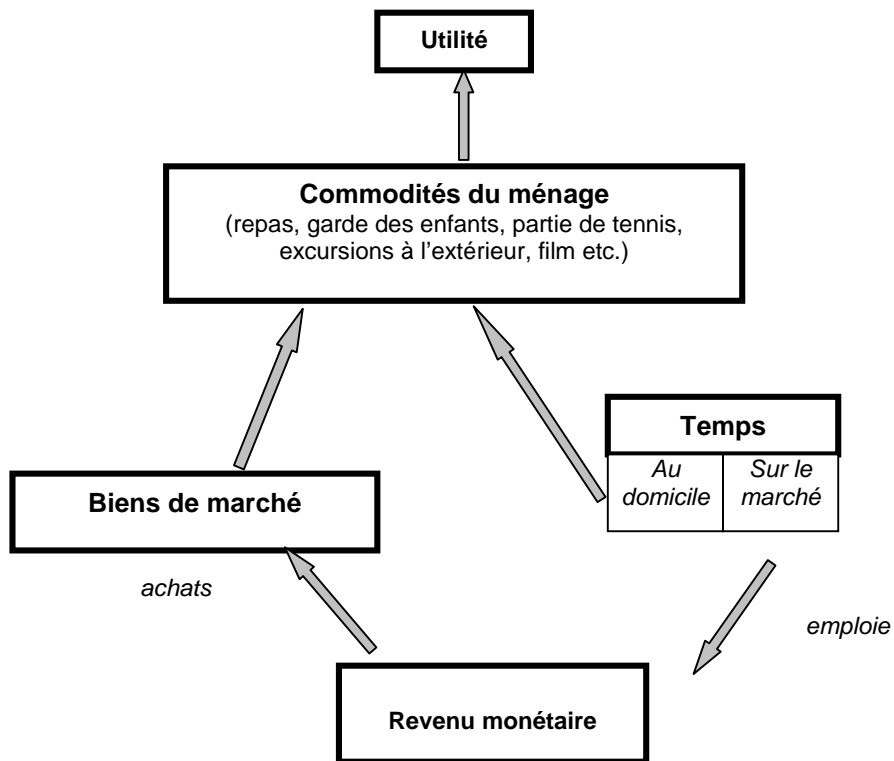 Utilité
Commodités du ménage
(repas, garde des enfants, partie de tennis,
excursions à l'extérieur, film etc.)
Temps
Au
domicile
Sur le
marché
Biens de marché
achats
emploie
Revenu monétaire